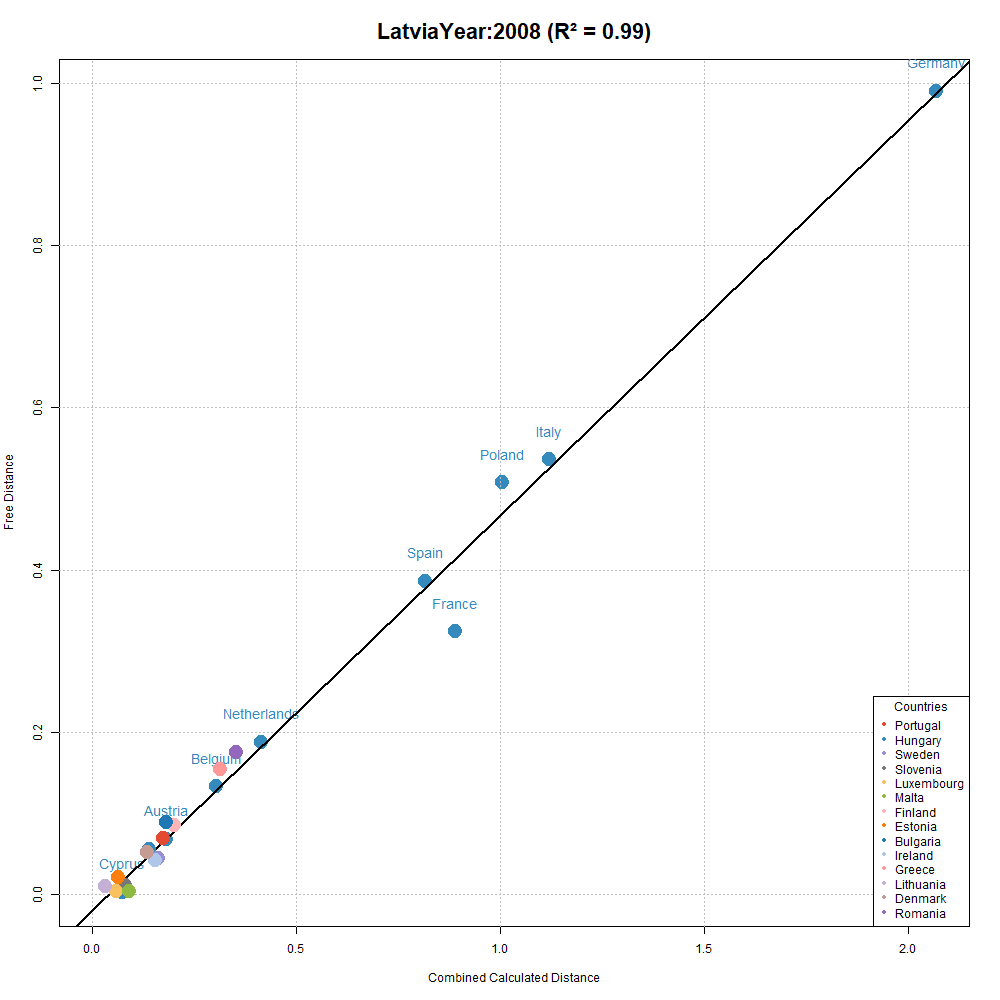 LatviaYear:2008 (R² = 0.99)
Germany
Italy
Poland
Spain
France
Netherlands
Belgium
Austria
Cyprus
Free Distance
1.0
0.8
0.6
0.4
0.2
0.0
0.0
0.5
1.0
1.5
2.0
Combined Calculated Distance
Countries
Portugal
Hungary
Sweden
Slovenia
Luxembourg
Malta
Finland
Estonia
Bulgaria
Ireland
Greece
Lithuania
Denmark
Romania